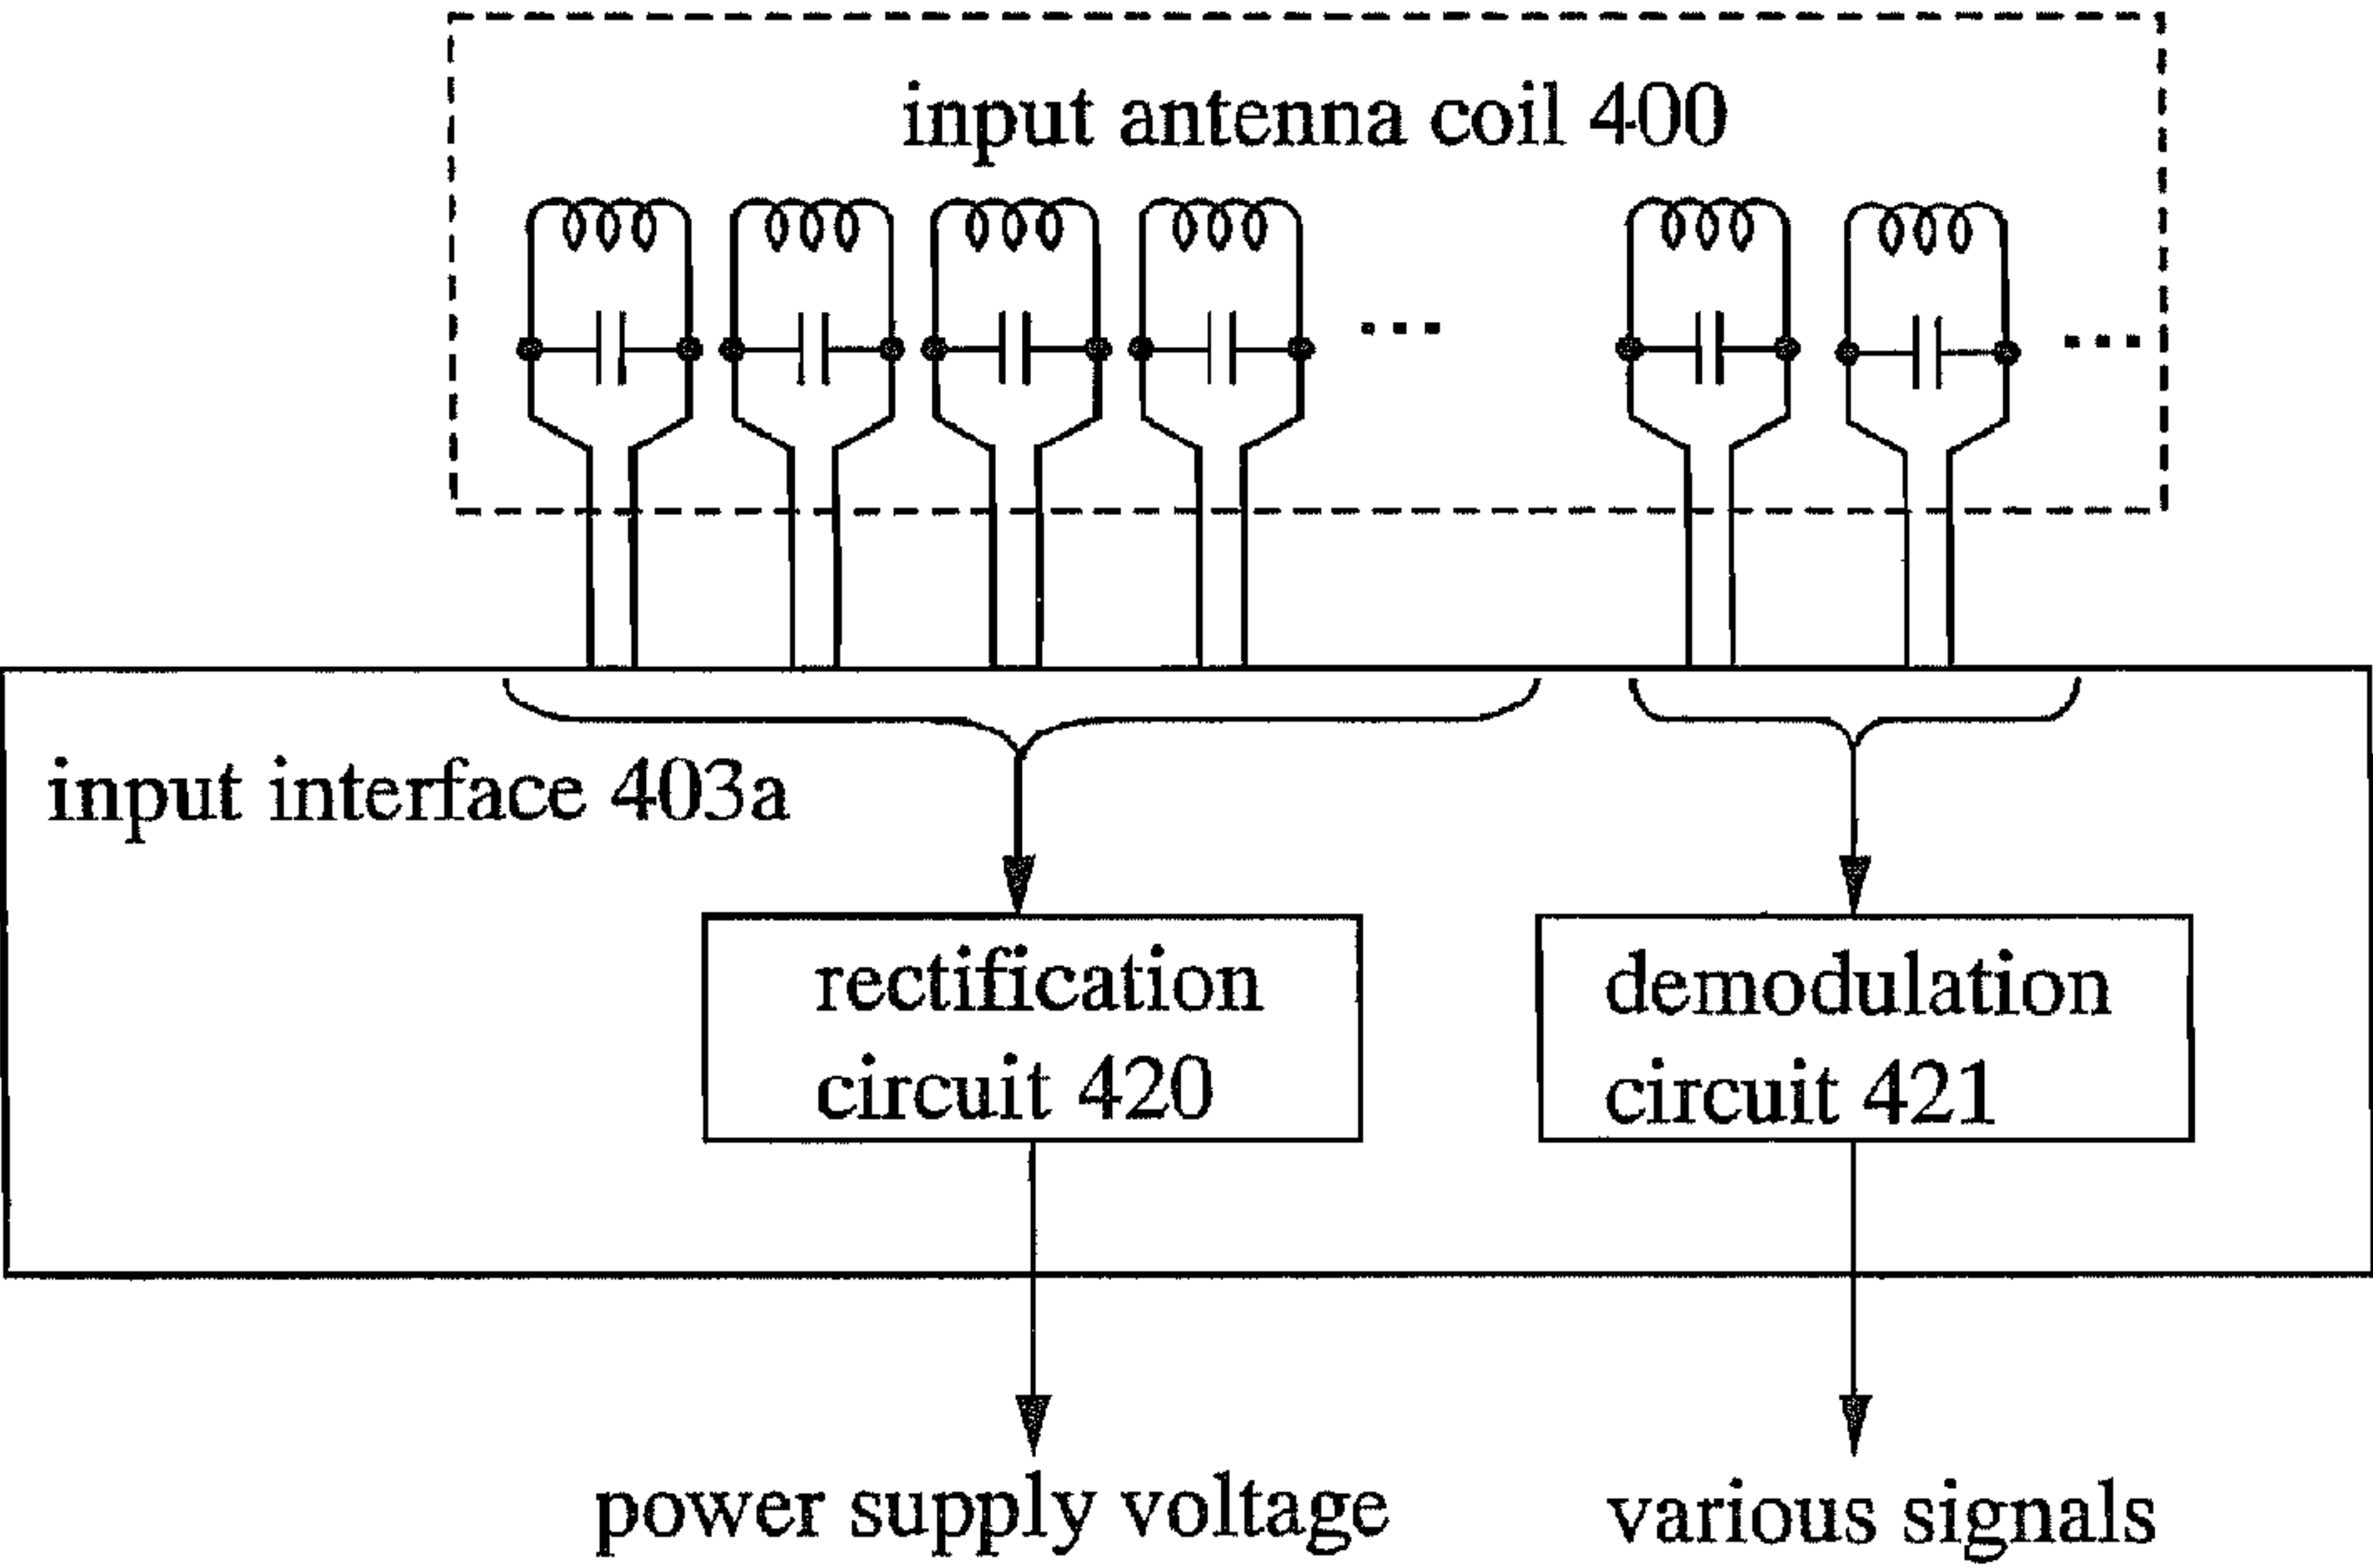 input antenna coil 400
input interface 403a
rectification
circuit 420
demodulation
circuit 421
power supply voltage
various signals